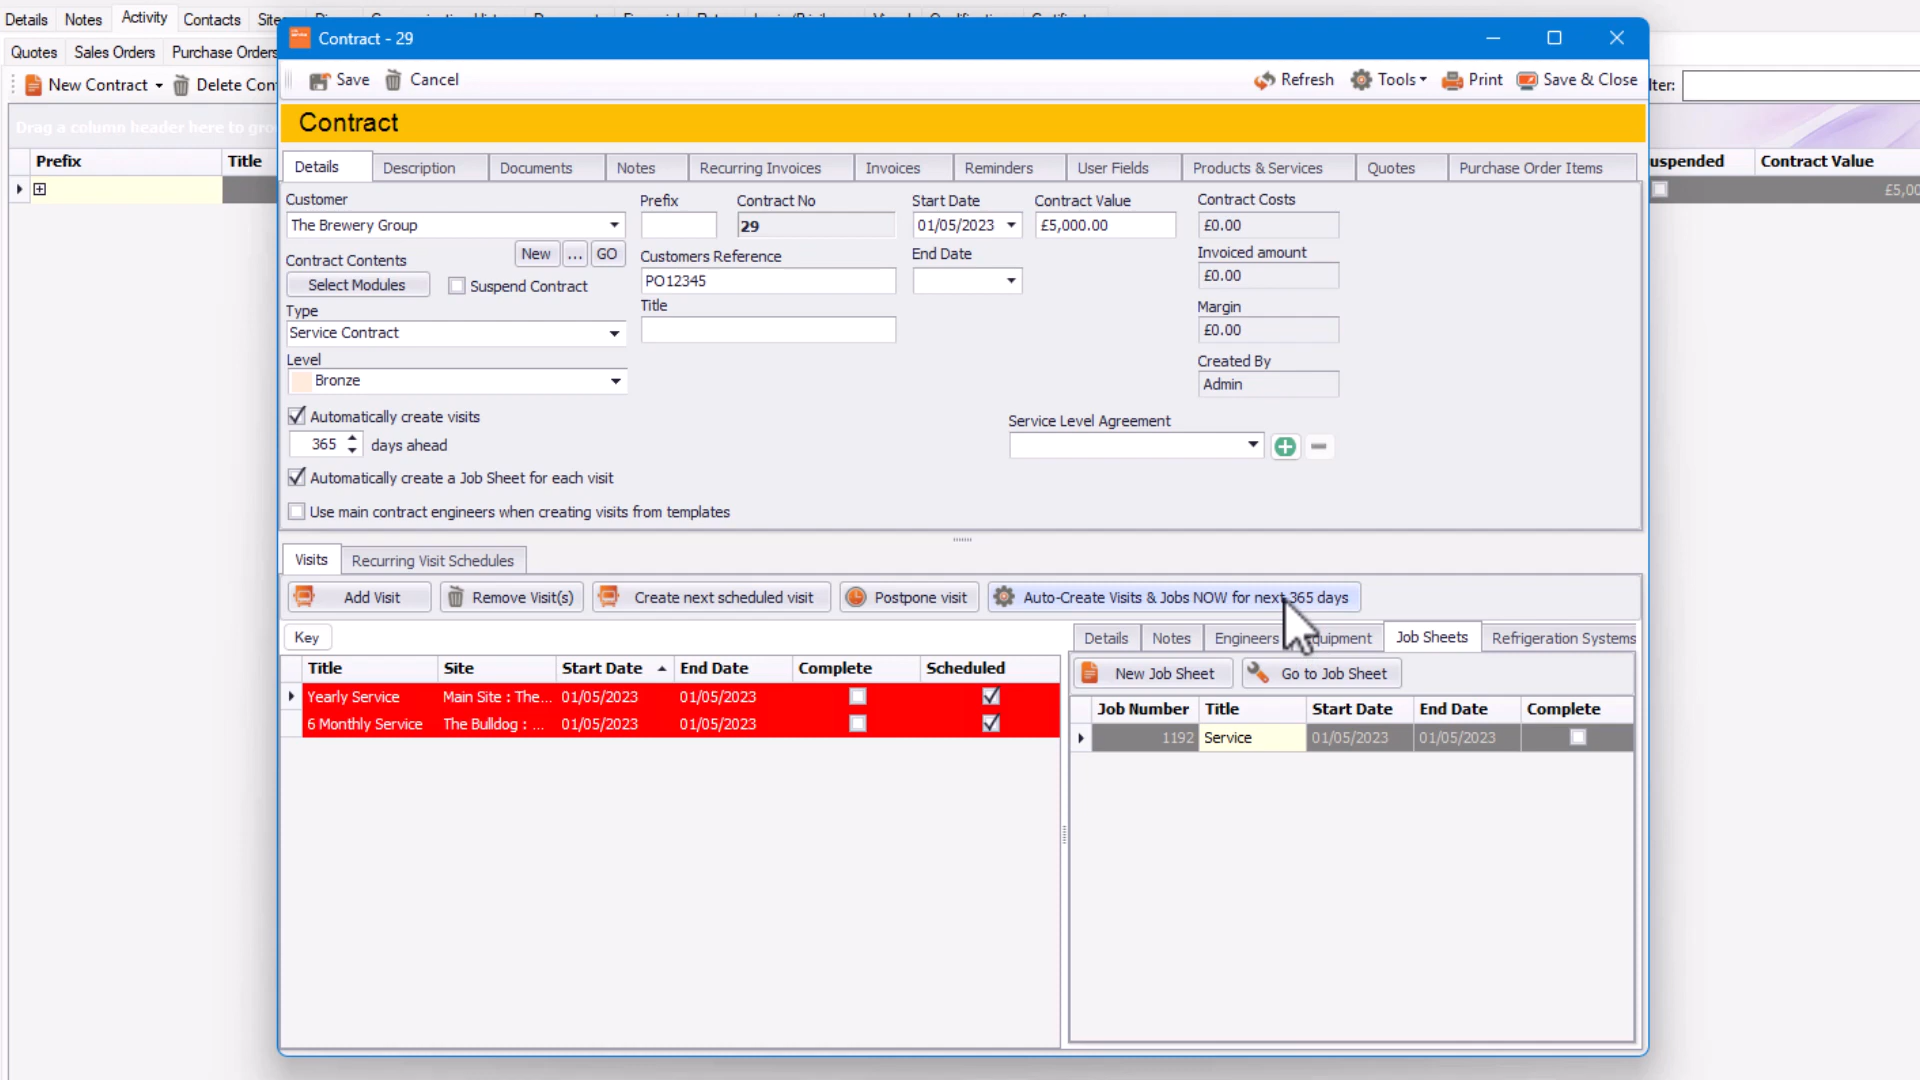 Details Notes Activity Contacts
Contract - 29
Quotes Sales Orders Purchase Orders
New Contract Delete Con
Save Cancel Refresh Tools Print Save & Close
Contract
Drag a column header here to gro
Prefix Title Suspended Contract Value
£5,00
Details Description Documents Notes Recurring Invoices Invoices Reminders User Fields Products & Services Quotes Purchase Order Items
Customer Prefix Contract No Start Date Contract Value Contract Costs
The Brewery Group 29 01/05/2023 £5,000.00 £0.00
New ... GO Customers Reference End Date Invoiced amount
Contract Contents
Select Modules Suspend Contract PO12345 £0.00
Type Title Margin
Service Contract £0.00
Level Created By
Bronze Admin
Automatically create visits Service Level Agreement
365 days ahead
Automatically create a Job Sheet for each visit
Use main contract engineers when creating visits from templates
Visits Recurring Visit Schedules
Add Visit Remove Visit(s) Create next scheduled visit Postpone visit Auto-Create Visits & Jobs NOW for next 365 days
Key Details Notes Engineers Job Sheets Refrigeration Systems
Title Site Start Date End Date Complete Scheduled
New Job Sheet Go to Job Sheet
Yearly Service Main Site : The... 01/05/2023 01/05/2023
6 Monthly Service The Bulldog : ... 01/05/2023 01/05/2023
Job Number Title Start Date End Date Complete
1192 Service 01/05/2023 01/05/2023